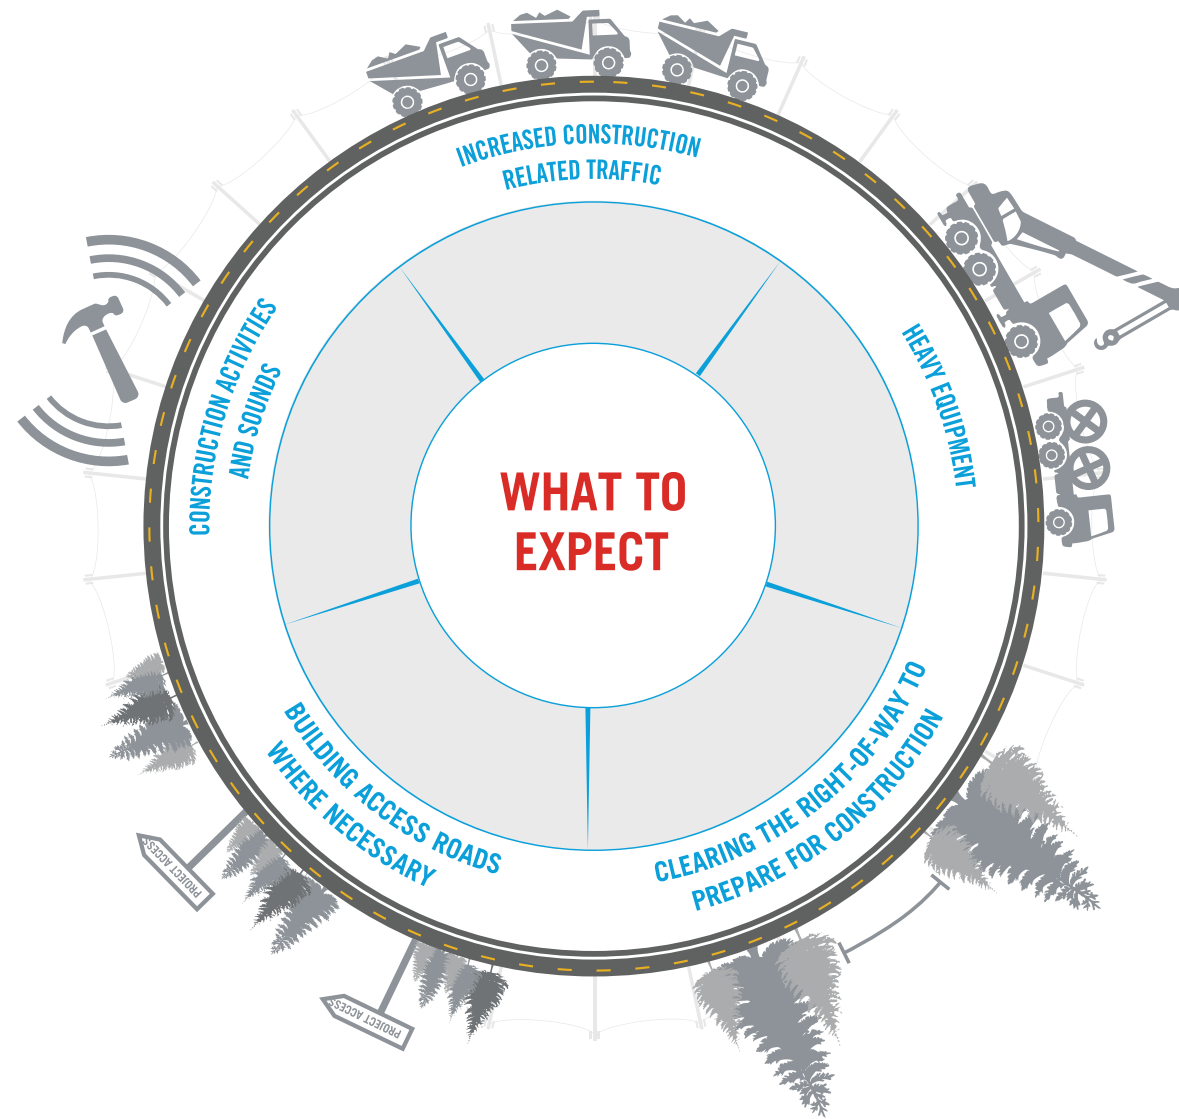 INCREASED CONSTRUCTION
RELATED TRAFFIC
HEAVY EQUIPMENT
CLEARING THE RIGHT-OF-WAY TO
PREPARE FOR CONSTRUCTION
BUILDING ACCESS ROADS
WHERE NECESSARY
CONSTRUCTION ACTIVITIES
AND SOUNDS
WHAT TO
EXPECT
PROJECT ACCESS
PROJECT ACCESS